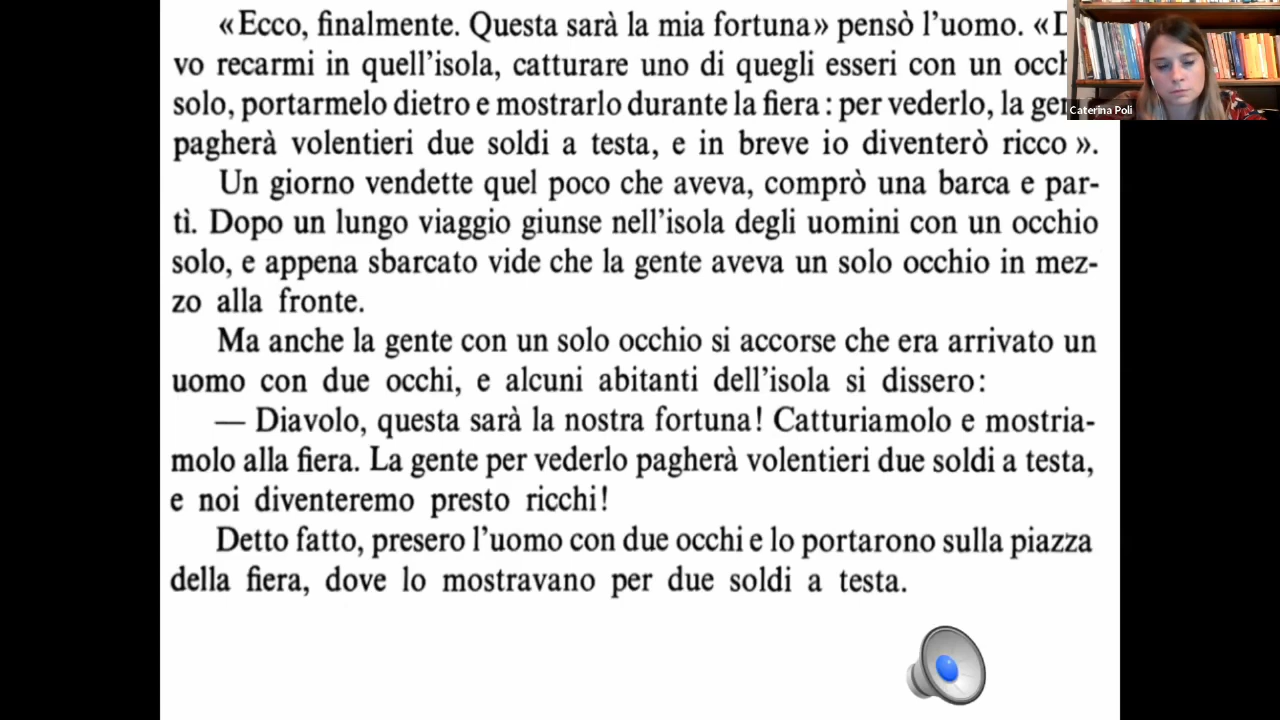 «Ecco, finalmente. Questa sarà la mia fortuna» pensò l'uomo. «D
vo recarmi in quell'isola, catturare uno di quegli esseri con un occh
solo, portarmelo dietro e mostrarlo durante la fiera: per vederlo, la gen
pagherà volentieri due soldi a testa, e in breve io diventerò ricco».
Un giorno vendette quel poco che aveva, comprò una barca e par-
tì. Dopo un lungo viaggio giunse nell'isola degli uomini con un occhio
solo, e appena sbarcato vide che la gente aveva un solo occhio in mez-
zo alla fronte.
Ma anche la gente con un solo occhio si accorse che era arrivato un
uomo con due occhi, e alcuni abitanti dell'isola si dissero:
— Diavolo, questa sarà la nostra fortuna! Catturiamolo e mostria-
molo alla fiera. La gente per vederlo pagherà volentieri due soldi a testa,
e noi diventeremo presto ricchi!
Detto fatto, presero l'uomo con due occhi e lo portarono sulla piazza
della fiera, dove lo mostravano per due soldi a testa.
Caterina Poli